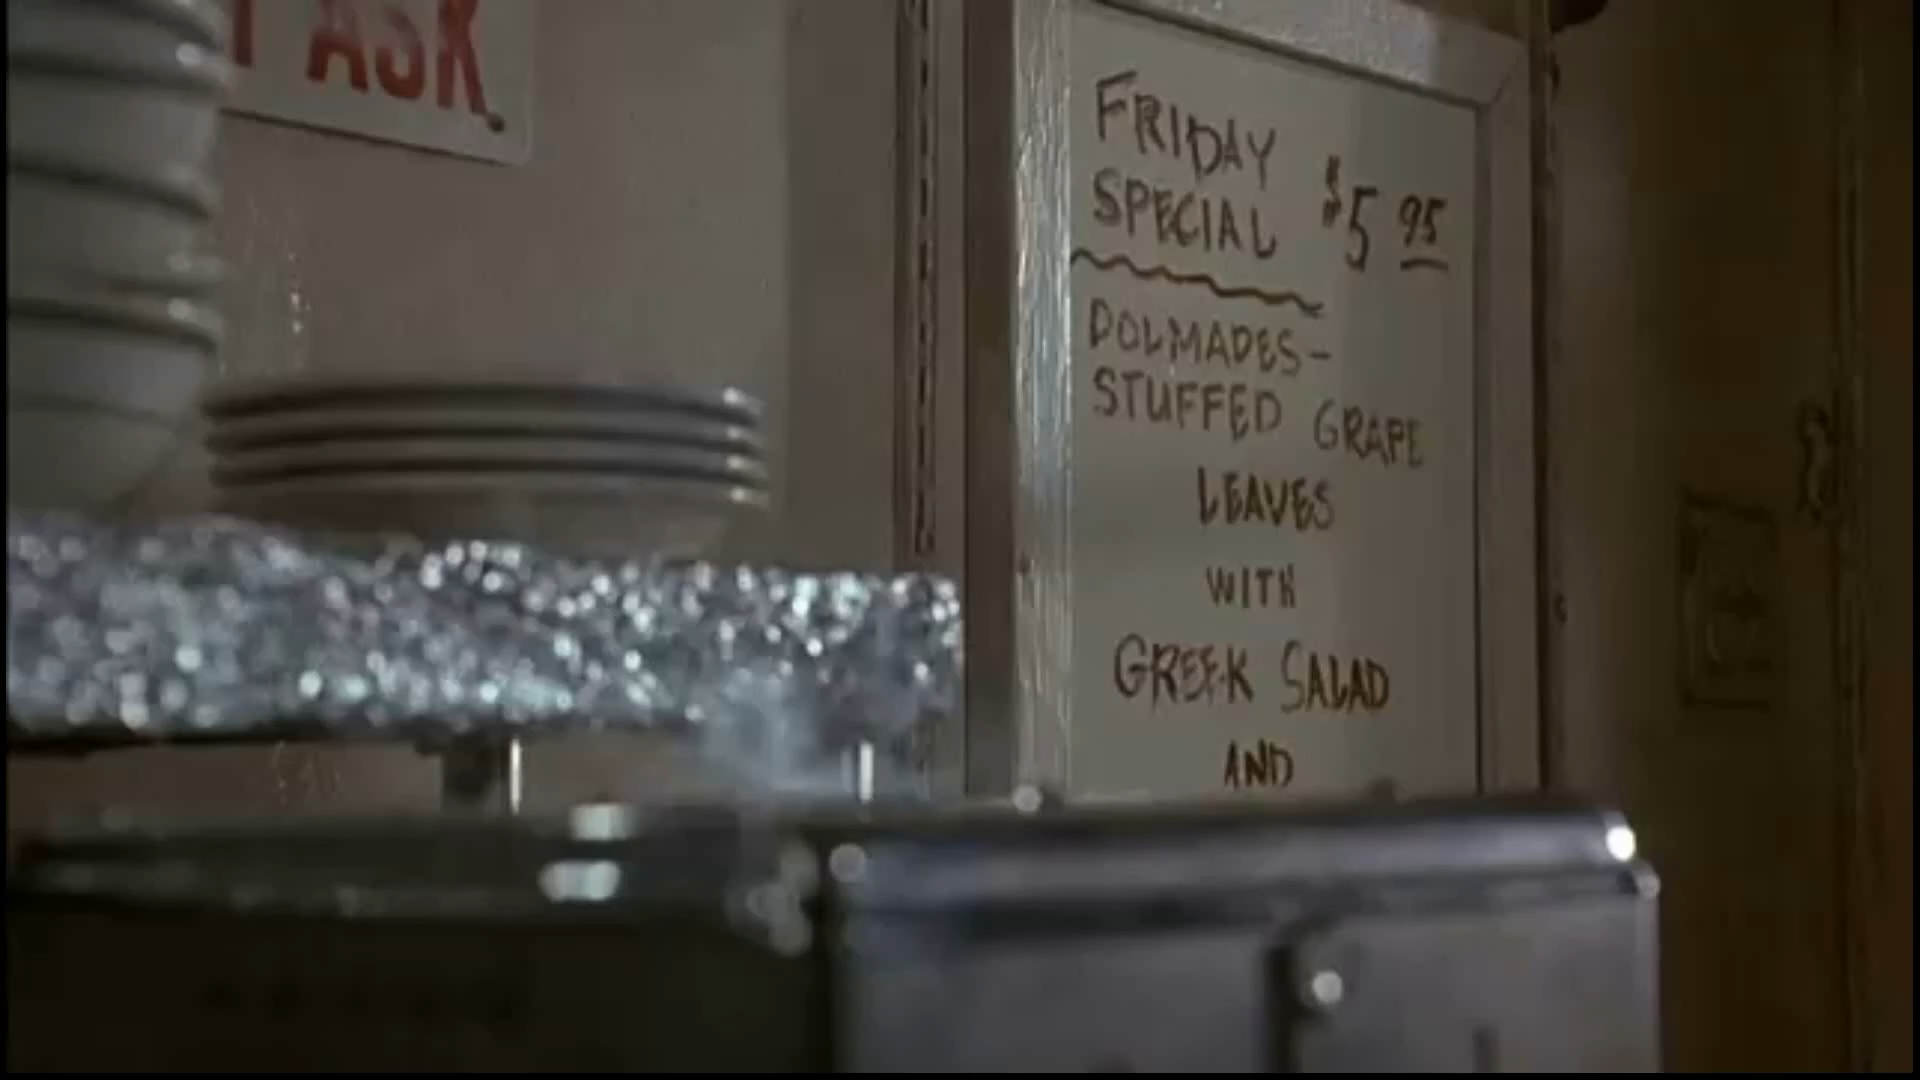 ASK
FRIDAY
SPECIAL $5 95
DOLMADES-
STUFFED GRAPE
LEAVES
WITH
GREEK SALAD
AND